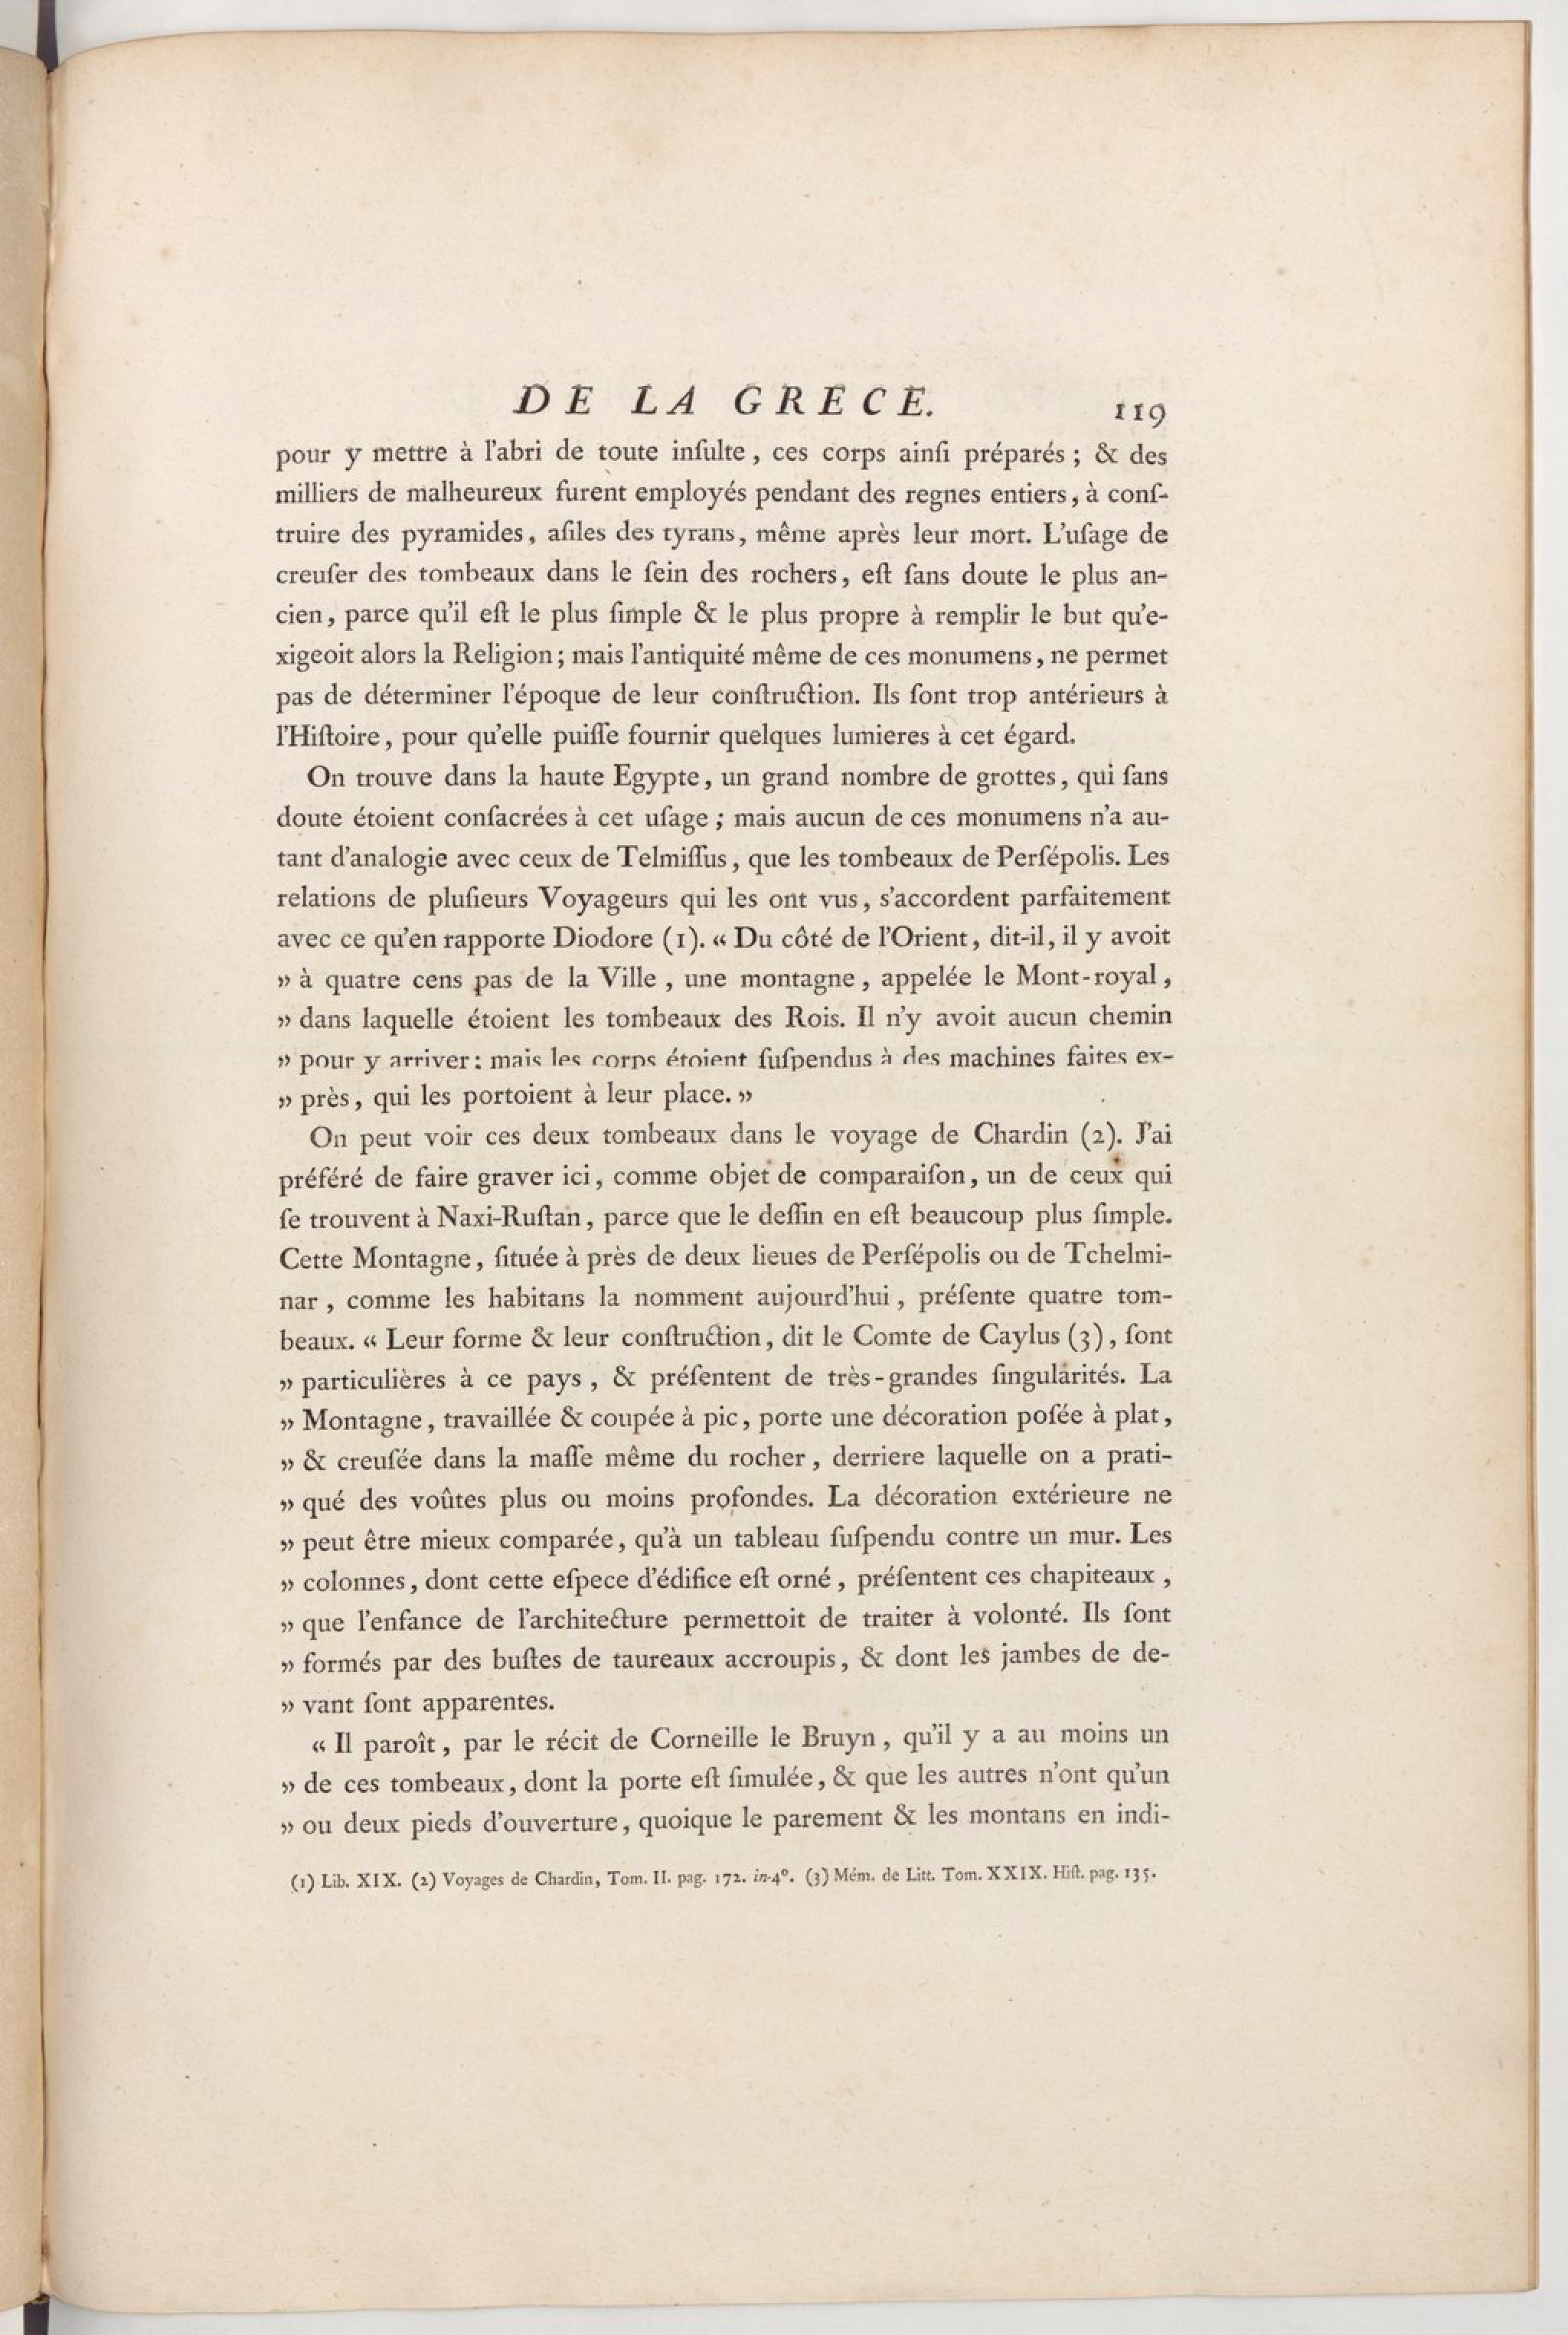 DE LA GRECE. 119
pour y mettre à l'abri de toute inſulte, ces corps ainſi préparés; & des
milliers de malheureux furent employés pendant des regnes entiers, à conſ-
truire des pyramides, aſiles des tyrans, même après leur mort. L'uſage de
creuſer des tombeaux dans le ſein des rochers, eſt ſans doute le plus an-
cien, parce qu'il eſt le plus ſimple & le plus propre à remplir le but qu'e-
xigeoit alors la Religion; mais l'antiquité même de ces monumens, ne permet
pas de déterminer l'époque de leur conſtruction. Ils ſont trop antérieurs à
l'Hiſtoire, pour qu'elle puiſſe fournir quelques lumieres à cet égard.
On trouve dans la haute Egypte, un grand nombre de grottes, qui ſans
doute étoient conſacrées à cet uſage; mais aucun de ces monumens n'a au-
tant d'analogie avec ceux de Telmiſſus, que les tombeaux de Perſépolis. Les
relations de pluſieurs Voyageurs qui les ont vus, s'accordent parfaitement
avec ce qu'en rapporte Diodore (1). « Du côté de l'Orient, dit-il, il y avoit
» à quatre cens pas de la Ville, une montagne, appelée le Mont-royal,
» dans laquelle étoient les tombeaux des Rois. Il n'y avoit aucun chemin
» pour y arriver: mais les corps étoient ſuſpendus à des machines faites ex-
» près, qui les portoient à leur place. »
On peut voir ces deux tombeaux dans le voyage de Chardin (2). J'ai
préféré de faire graver ici, comme objet de comparaiſon, un de ceux qui
ſe trouvent à Naxi-Ruſtan, parce que le deſſin en eſt beaucoup plus ſimple.
Cette Montagne, ſituée à près de deux lieues de Perſépolis ou de Tchelmi-
nar, comme les habitans la nomment aujourd'hui, préſente quatre tom-
beaux. « Leur forme & leur conſtruction, dit le Comte de Caylus (3), ſont
» particulières à ce pays, & préſentent de très-grandes ſingularités. La
» Montagne, travaillée & coupée à pic, porte une décoration poſée à plat,
» & creuſée dans la maſſe même du rocher, derriere laquelle on a prati-
» qué des voûtes plus ou moins profondes. La décoration extérieure ne
» peut être mieux comparée, qu'à un tableau ſuſpendu contre un mur. Les
» colonnes, dont cette eſpece d'édifice eſt orné, préſentent ces chapiteaux,
» que l'enfance de l'architecture permettoit de traiter à volonté. Ils ſont
» formés par des buſtes de taureaux accroupis, & dont les jambes de de-
» vant ſont apparentes.
« Il paroît, par le récit de Corneille le Bruyn, qu'il y a au moins un
» de ces tombeaux, dont la porte eſt ſimulée, & que les autres n'ont qu'un
» ou deux pieds d'ouverture, quoique le parement & les montans en indi-
(1) Lib. XIX. (2) Voyages de Chardin, Tom. II. pag. 172. in-4°. (3) Mém. de Litt. Tom. XXIX. Hiſt. pag. 135.